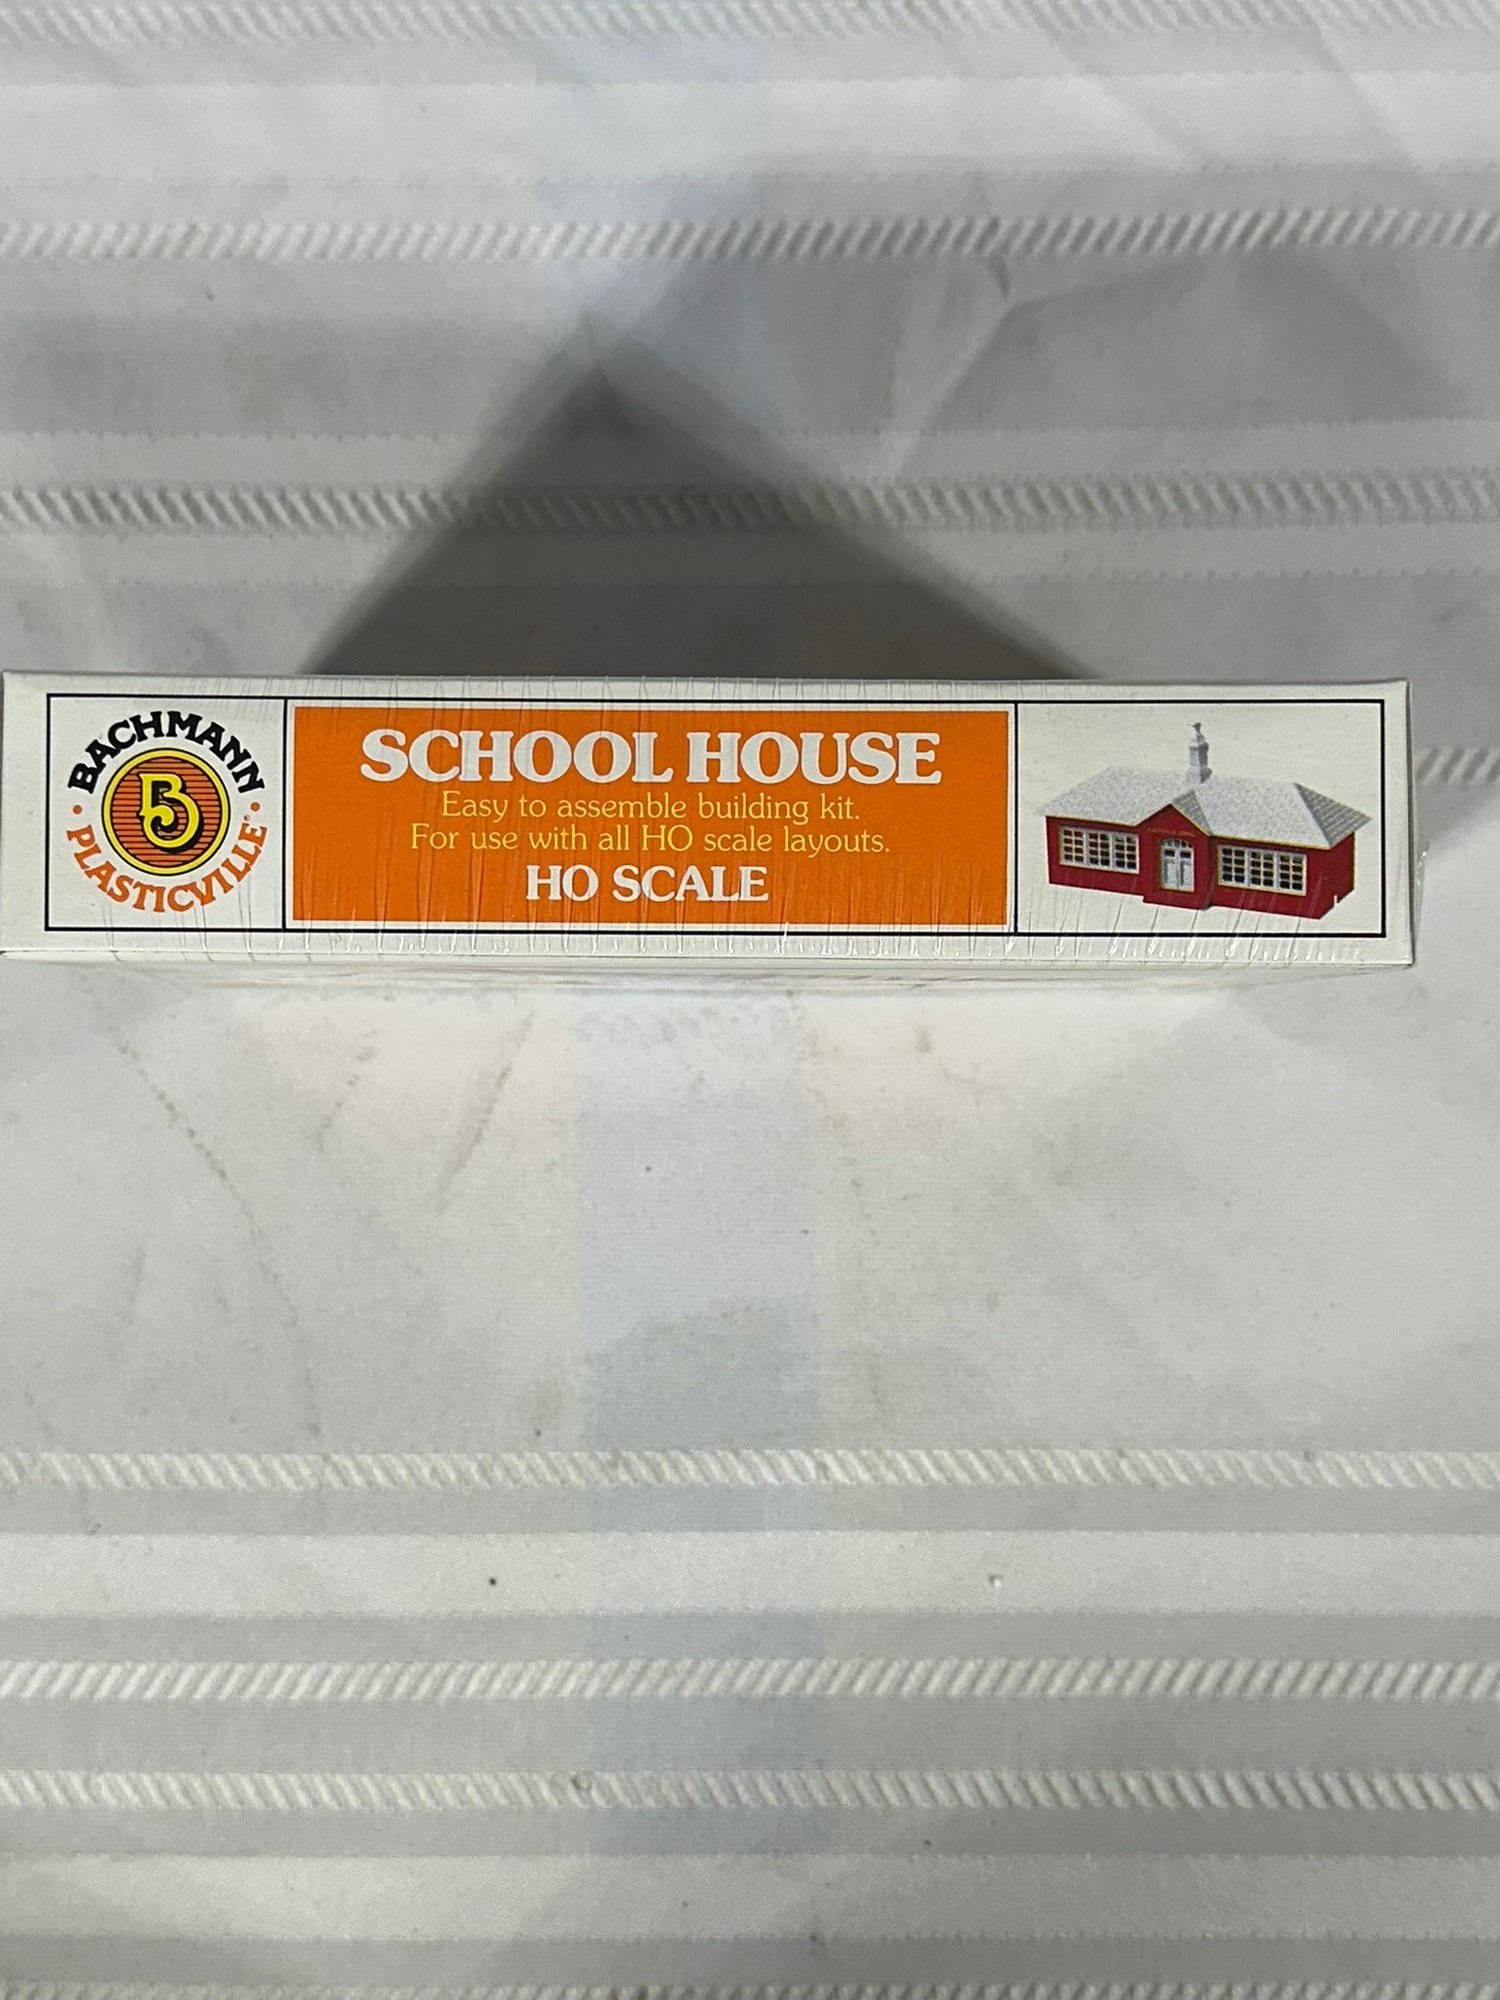 BACHMANN
B
PLASTICVILLE®
SCHOOL HOUSE
Easy to assemble building kit.
For use with all HO scale layouts.
HO SCALE